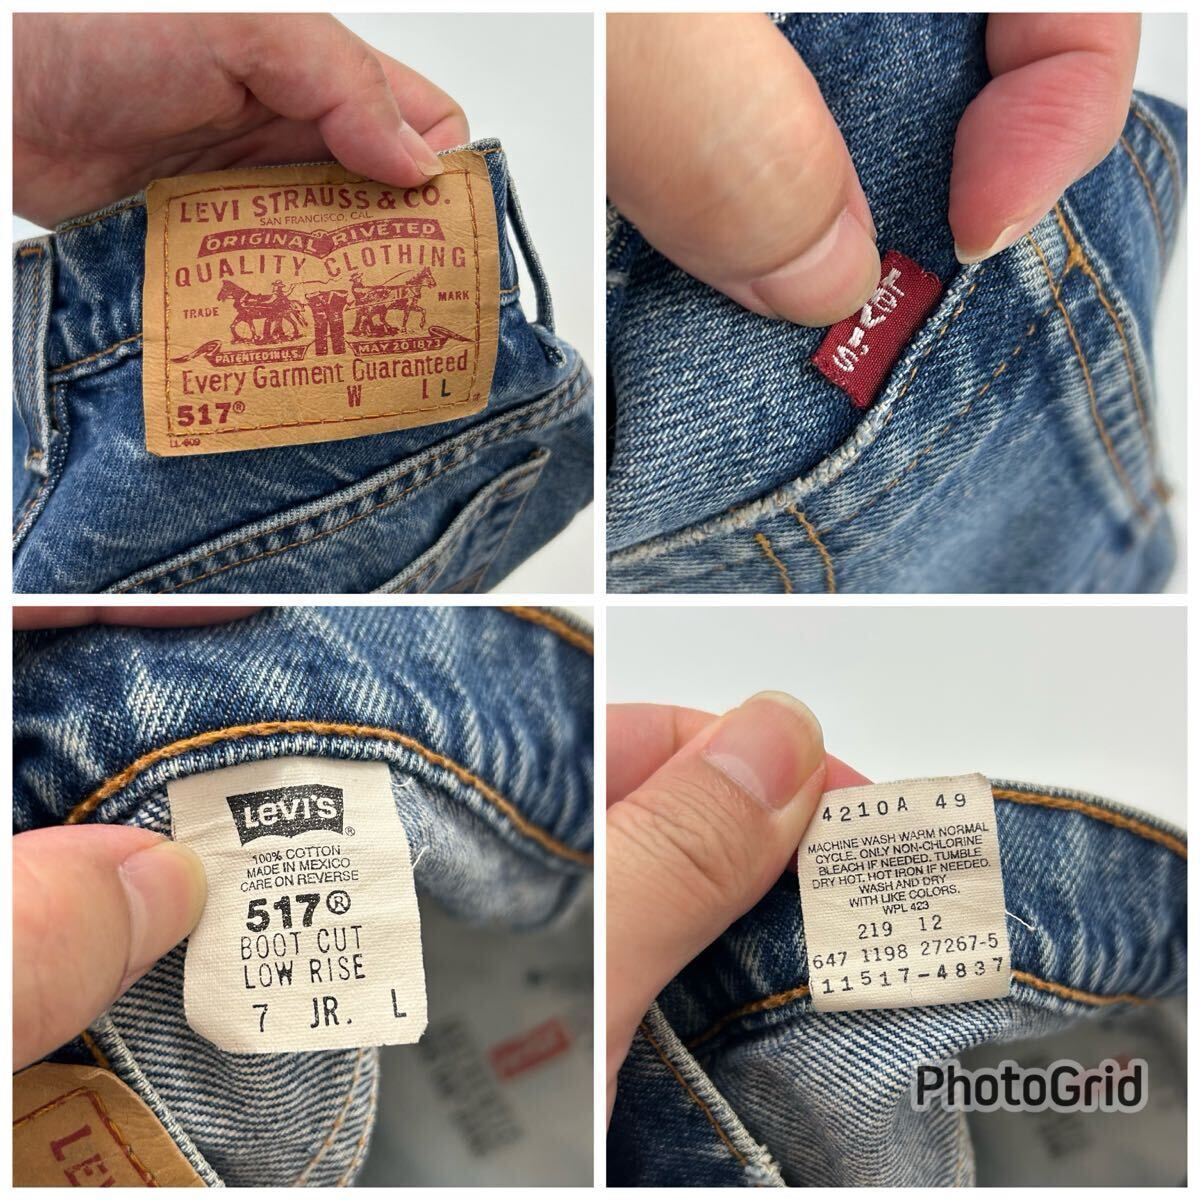 LEVI STRAUSS & CO.
SAN FRANCISCO, CAL.
ORIGINAL RIVETED
QUALITY CLOTHING
TRADE MARK
PATENTED IN U.S. MAY 20 1873
Every Garment Guaranteed
517® W L L
LL-609
LEVI'S
LEVI'S ®
100% COTTON
MADE IN MEXICO
CARE ON REVERSE
517®
BOOT CUT
LOW RISE
7 JR. L
LE
4210A 49
MACHINE WASH WARM NORMAL
CYCLE. ONLY NON-CHLORINE
BLEACH IF NEEDED. TUMBLE
DRY HOT. HOT IRON IF NEEDED.
WASH AND DRY
WITH LIKE COLORS.
WPL 423
219 12
647 1198 27267-5
11517-4837
PhotoGrid